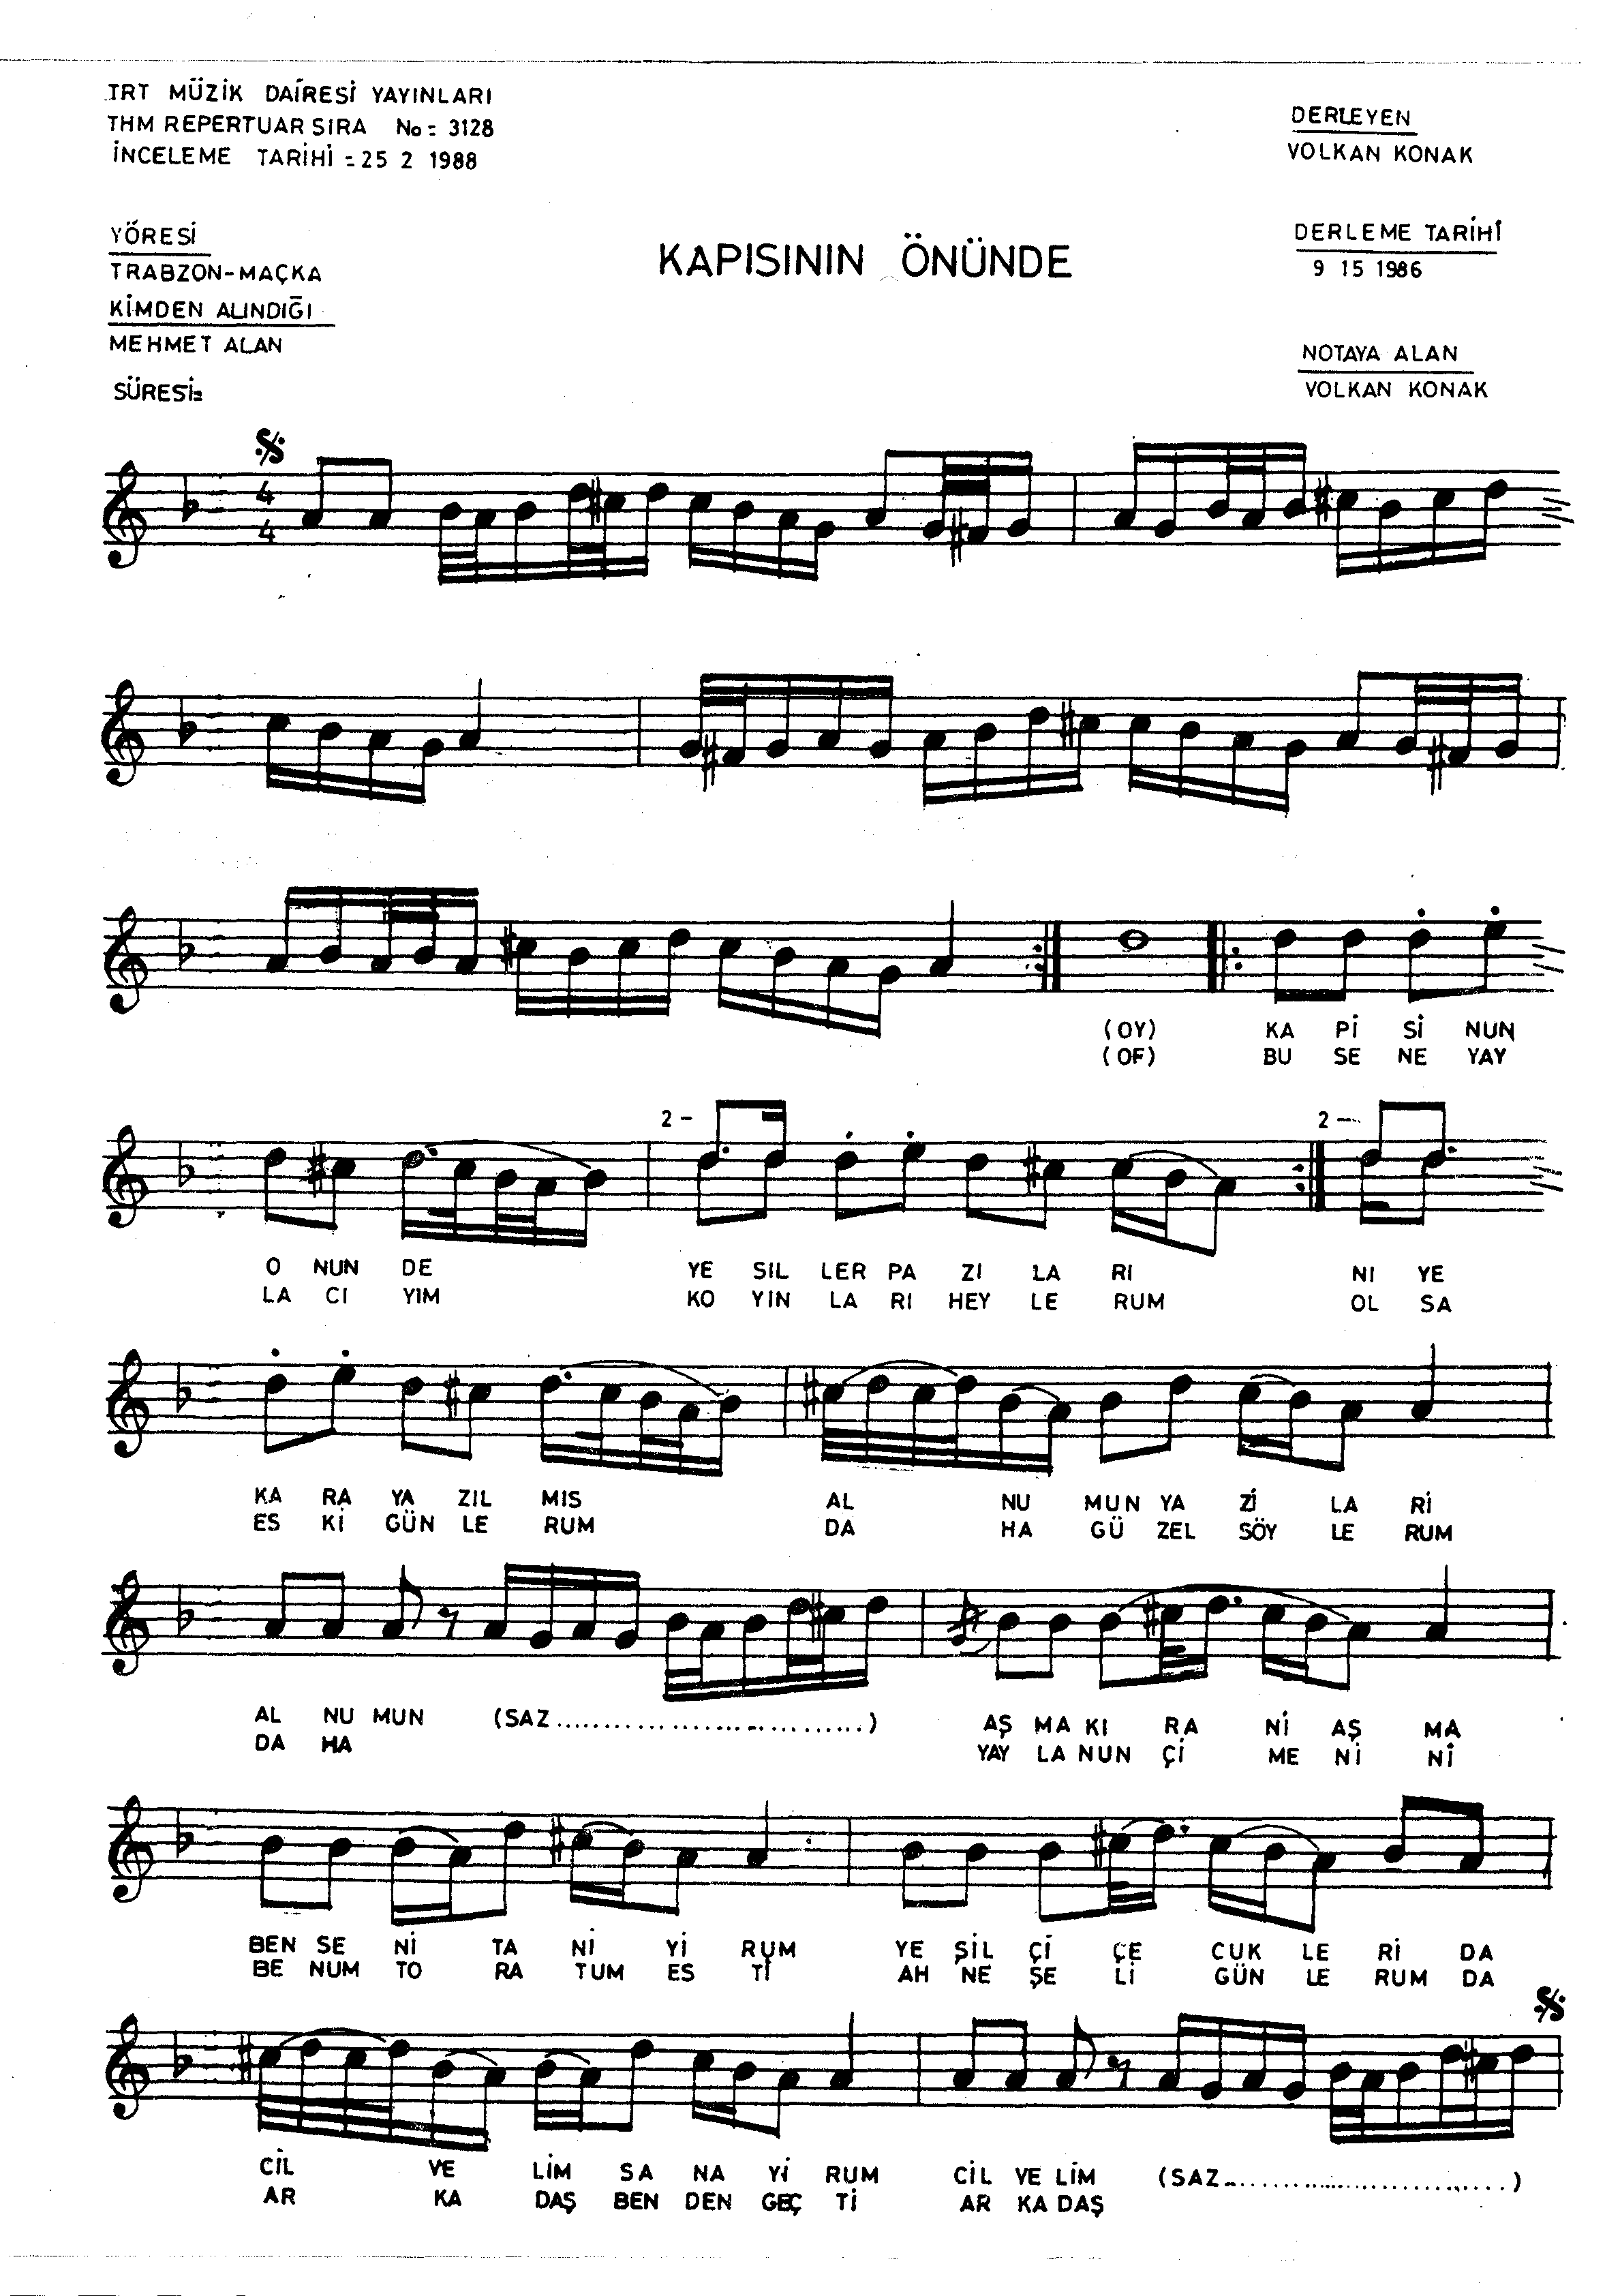 TRT MÜZİK DAİRESİ YAYINLARI
THM REPERTUAR SIRA No = 3128
İNCELEME TARİHİ = 25 2 1988
DERLEYEN
VOLKAN KONAK
YÖRESİ
TRABZON-MAÇKA
KİMDEN ALINDIĞI
MEHMET ALAN
SÜRESİ=
KAPISININ ÖNÜNDE
DERLEME TARİHİ
9 15 1986
NOTAYA ALAN
VOLKAN KONAK
4
4
(OY) KA Pİ Sİ NUN
(OF) BU SE NE YAY
2 -
2 -
O NUN DE YE SIL LER PA ZI LA RI NI YE
LA CI YIM KO YIN LA RI HEY LE RUM OL SA
KA RA YA ZIL MIS AL NU MUN YA Zİ LA Rİ
ES Kİ GÜN LE RUM DA HA GÜ ZEL SÖY LE RUM
AL NU MUN (SAZ..............................) AŞ MA KI RA Nİ AŞ MA
DA HA YAY LA NUN Çİ ME Nİ Nİ
BEN SE Nİ TA Nİ Yİ RUM YE ŞİL Çİ ÇE CUK LE Rİ DA
BE NUM TO RA TUM ES Tİ AH NE ŞE Lİ GÜN LE RUM DA
CİL VE LİM SA NA Yİ RUM CİL VE LİM (SAZ..............................)
AR KA DAŞ BEN DEN GEÇ Tİ AR KA DAŞ